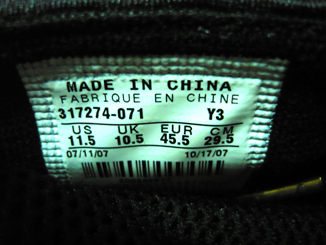 MADE IN CHINA
FABRIQUE EN CHINE
317274-071 Y3
US UK EUR CM
11.5 10.5 45.5 29.5
07/11/07 10/17/07